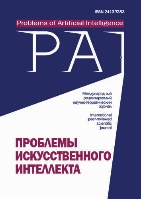 ISSN 2413-7383
Problems of Artificial Intelligence
PAI
Международный
рецензируемый
научно-теоретический
журнал
International
peer-reviewed
scientific
journal
ПРОБЛЕМЫ
ИСКУССТВЕННОГО
ИНТЕЛЛЕКТА